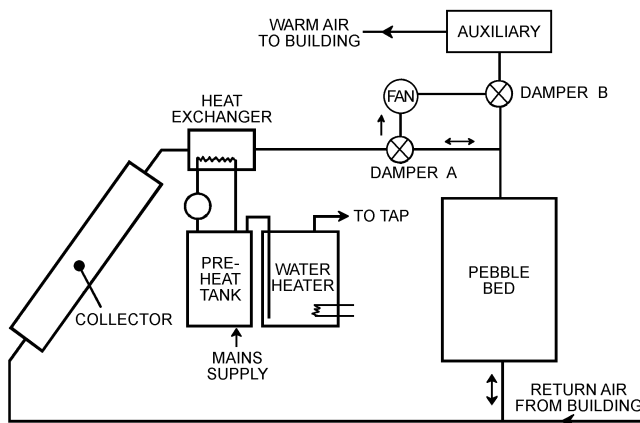 WARM AIR
TO BUILDING
AUXILIARY
FAN
DAMPER B
HEAT
EXCHANGER
DAMPER A
TO TAP
PRE-
HEAT
TANK
WATER
HEATER
PEBBLE
BED
COLLECTOR
MAINS
SUPPLY
RETURN AIR
FROM BUILDING